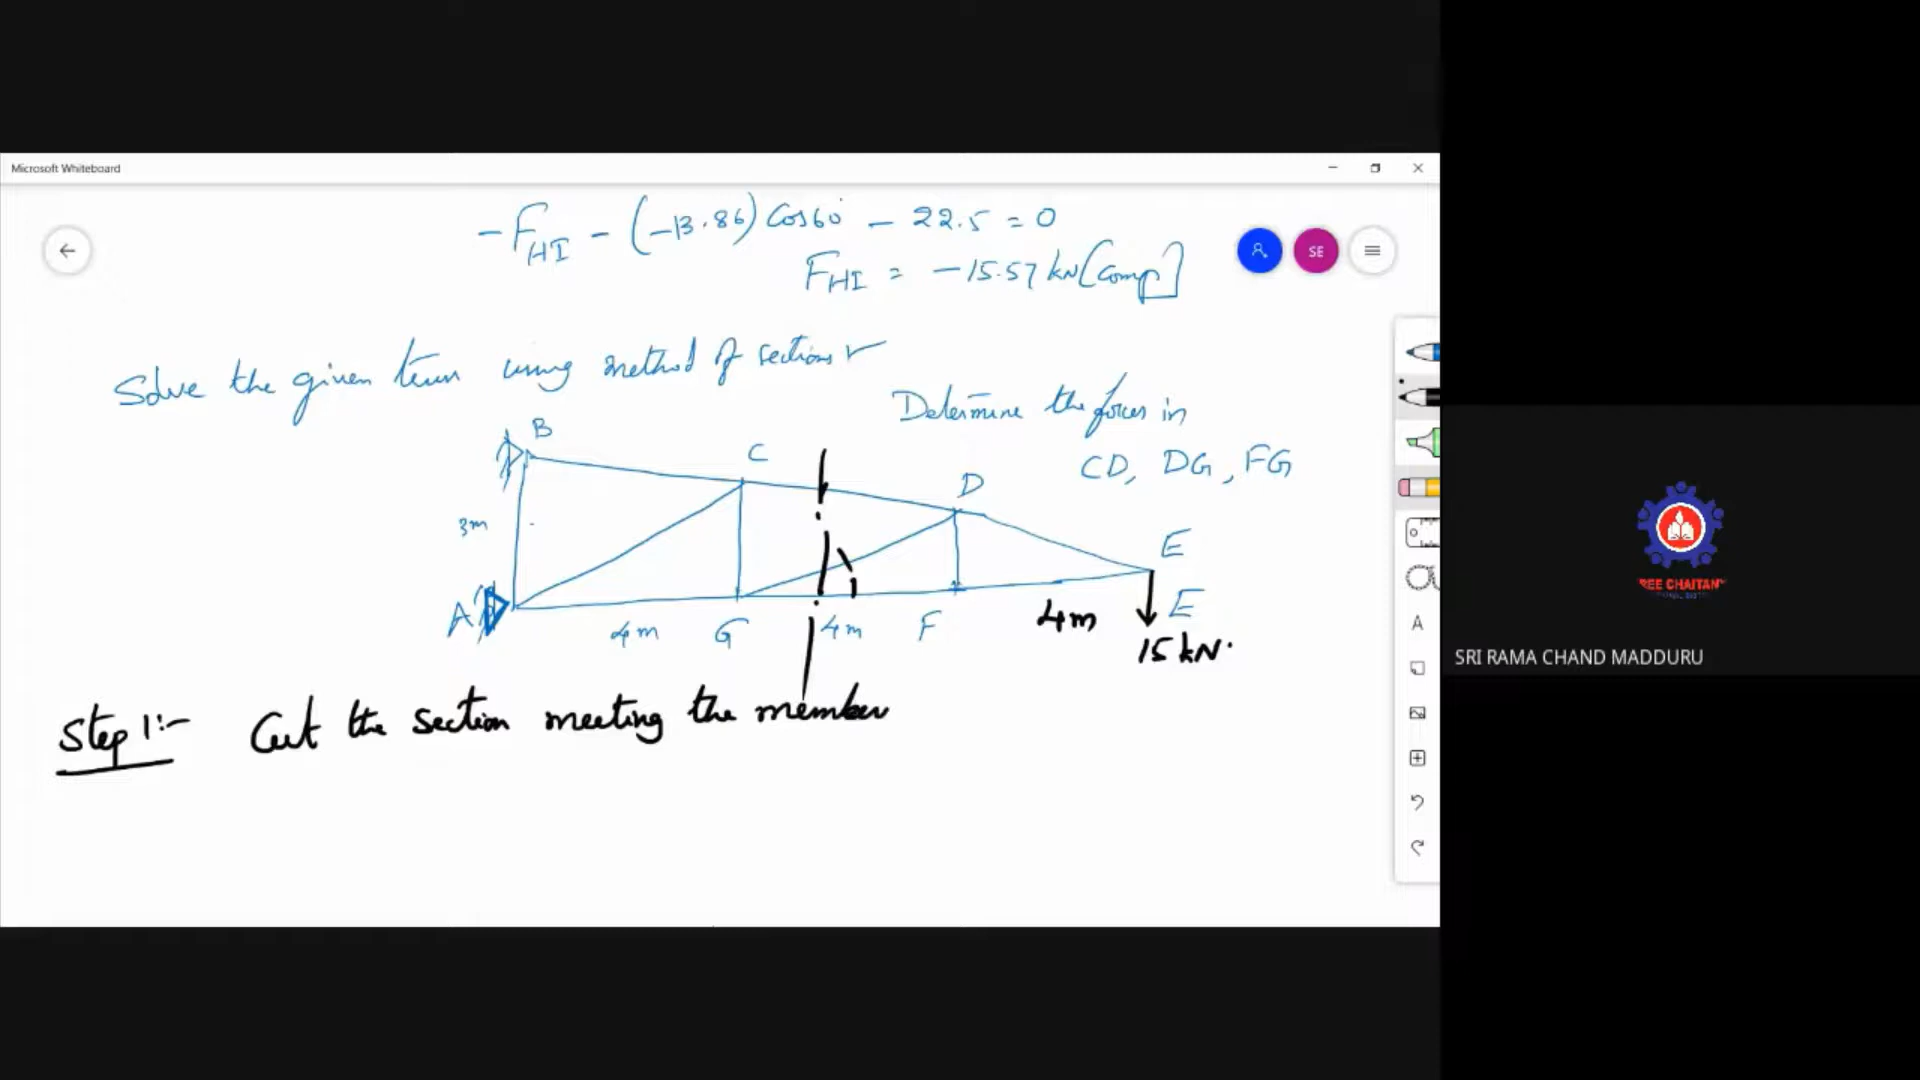 Microsoft Whiteboard
-F_HI - (-13.86) Cos60° - 22.5 = 0
F_HI = -15.57 kN [Comp]
SE
Solve the given truss using method of sections
Determine the forces in
CD, DG, FG
B
C
D
3m
E
A
4m
G
4m
F
4m
E
15 kN.
Step 1:- Cut the section meeting the member
SRI RAMA CHAND MADDURU